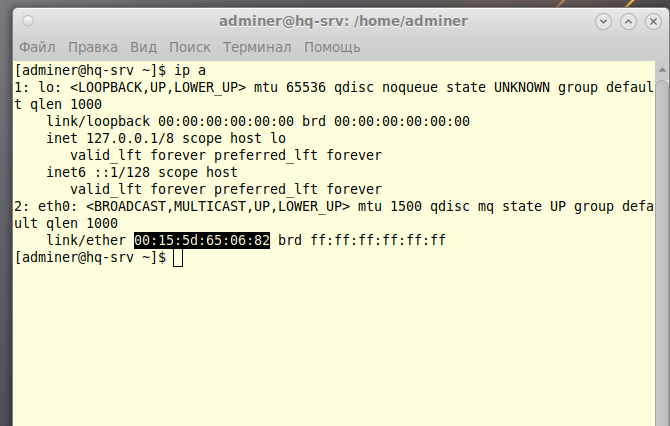 adminer@hq-srv: /home/adminer
Файл Правка Вид Поиск Терминал Помощь
[adminer@hq-srv ~]$ ip a
1: lo: <LOOPBACK,UP,LOWER_UP> mtu 65536 qdisc noqueue state UNKNOWN group defaul
t qlen 1000
    link/loopback 00:00:00:00:00:00 brd 00:00:00:00:00:00
    inet 127.0.0.1/8 scope host lo
       valid_lft forever preferred_lft forever
    inet6 ::1/128 scope host
       valid_lft forever preferred_lft forever
2: eth0: <BROADCAST,MULTICAST,UP,LOWER_UP> mtu 1500 qdisc mq state UP group defa
ult qlen 1000
    link/ether 00:15:5d:65:06:82 brd ff:ff:ff:ff:ff:ff
[adminer@hq-srv ~]$